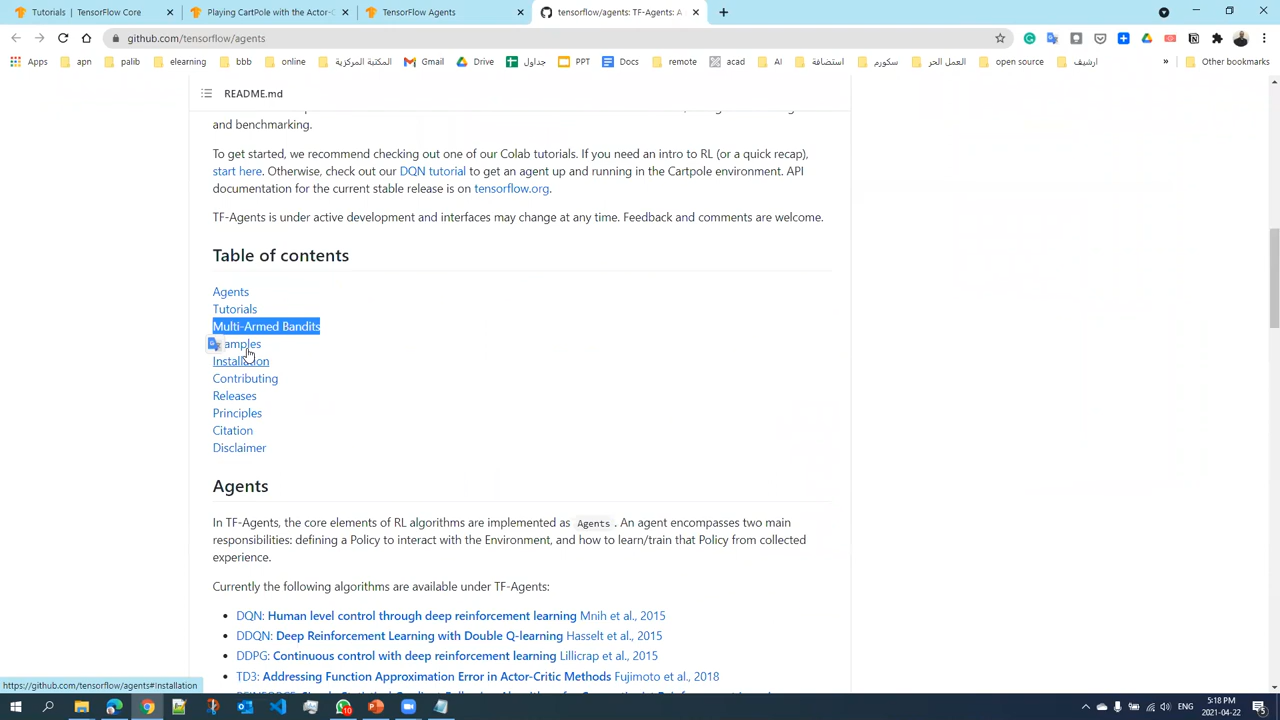 Tutorials | TensorFlow Core
Playing CartPole with the Actor-C
TensorFlow Agents
tensorflow/agents: TF-Agents: A
github.com/tensorflow/agents
Apps
apn
palib
elearning
bbb
online
المكتبة المركزية
Gmail
Drive
جداول
PPT
Docs
remote
acad
AI
استضافة
سكورم
العمل الحر
open source
ارشيف
»
Other bookmarks
README.md
and benchmarking.
To get started, we recommend checking out one of our Colab tutorials. If you need an intro to RL (or a quick recap),
start here. Otherwise, check out our DQN tutorial to get an agent up and running in the Cartpole environment. API
documentation for the current stable release is on tensorflow.org.
TF-Agents is under active development and interfaces may change at any time. Feedback and comments are welcome.
Table of contents
Agents
Tutorials
Multi-Armed Bandits
amples
Installation
Contributing
Releases
Principles
Citation
Disclaimer
Agents
In TF-Agents, the core elements of RL algorithms are implemented as Agents. An agent encompasses two main
responsibilities: defining a Policy to interact with the Environment, and how to learn/train that Policy from collected
experience.
Currently the following algorithms are available under TF-Agents:
• DQN: Human level control through deep reinforcement learning Mnih et al., 2015
• DDQN: Deep Reinforcement Learning with Double Q-learning Hasselt et al., 2015
• DDPG: Continuous control with deep reinforcement learning Lillicrap et al., 2015
• TD3: Addressing Function Approximation Error in Actor-Critic Methods Fujimoto et al., 2018
https://github.com/tensorflow/agents#Installation
10
ENG
5:18 PM
2021-04-22